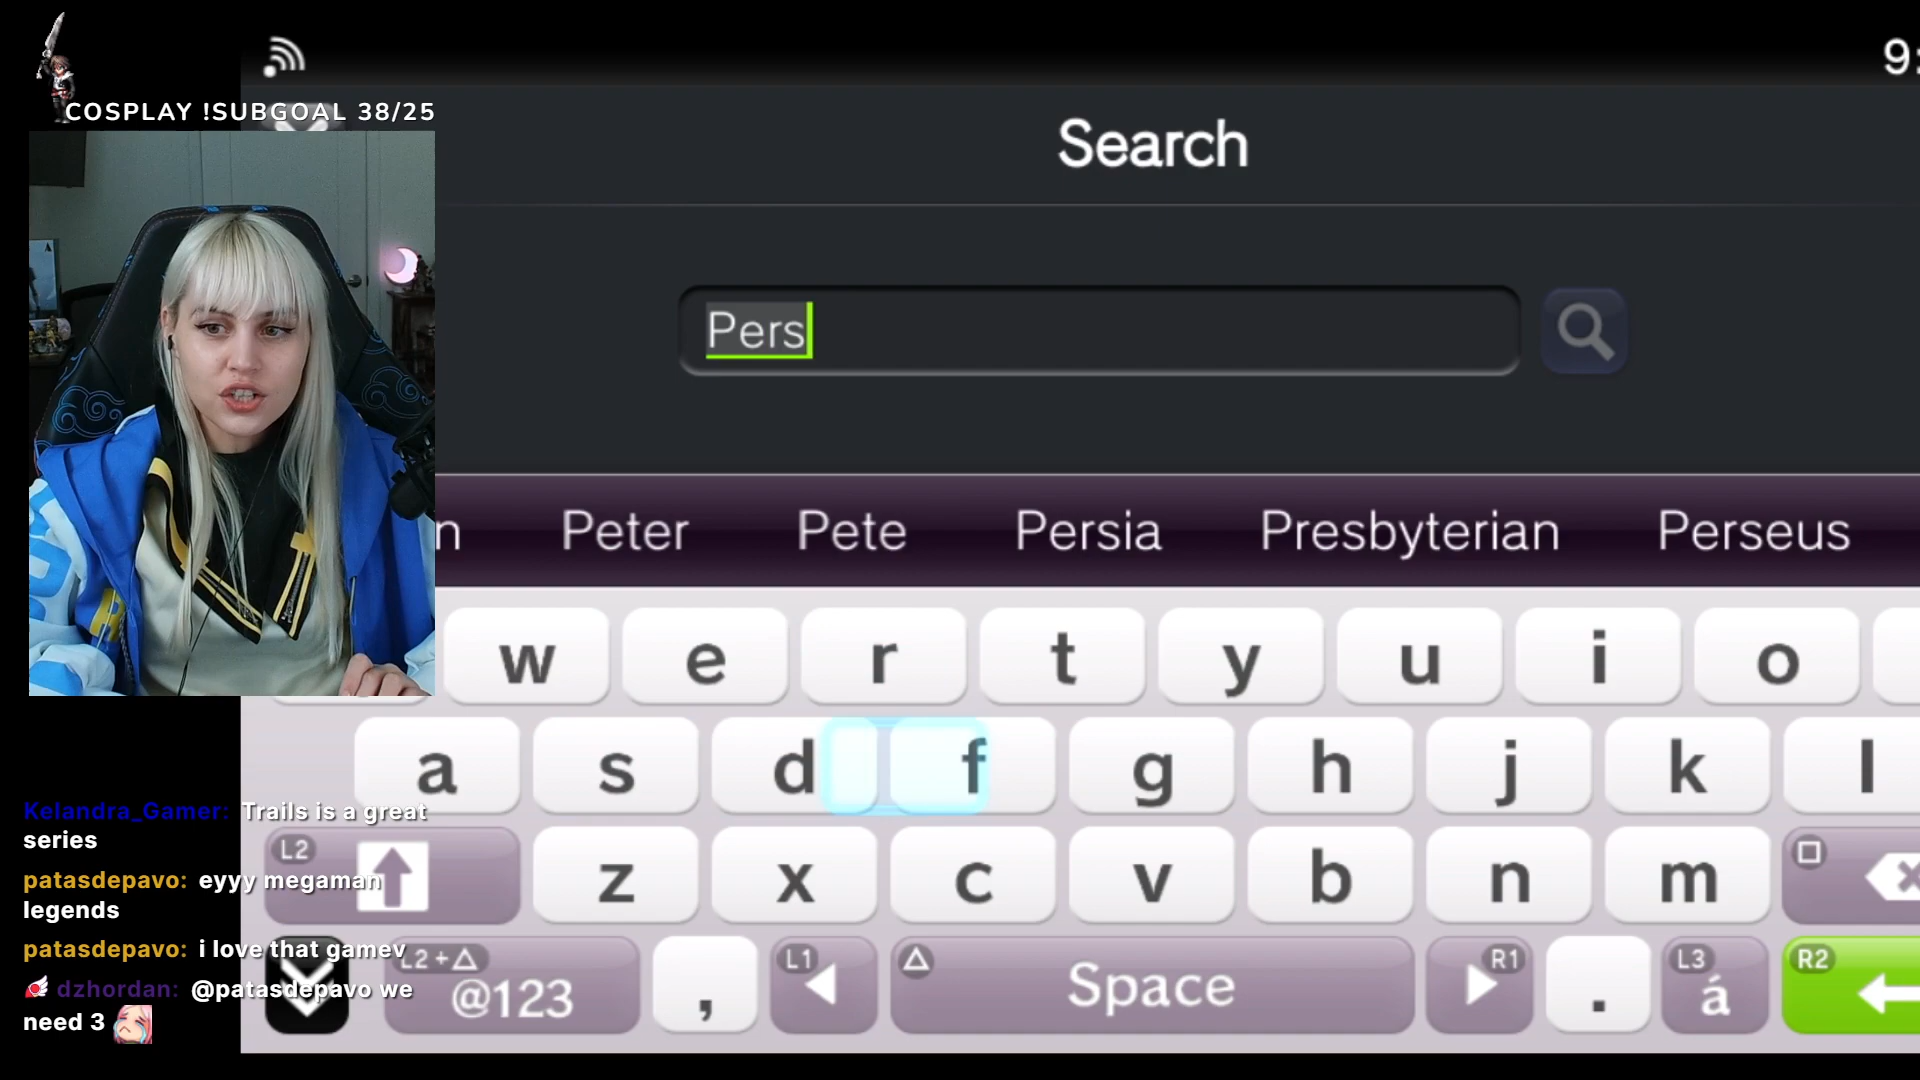 9:
COSPLAY !SUBGOAL 38/25
Search
Pers
n Peter Pete Persia Presbyterian Perseus
w e r t y u i o
a s d f g h j k l
Kelandra_Gamer: Trails is a great
series
L2 z x c v b n m
patasdepavo: eyyy megaman
legends
patasdepavo: i love that gamev
L2+△ @123 , L1 △ Space R1 . L3 á R2
dzhordan: @patasdepavo we
need 3